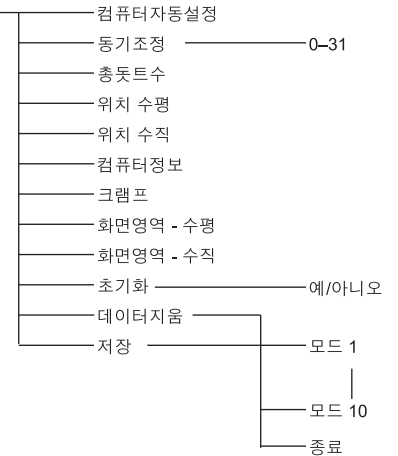 컴퓨터자동설정
동기조정 0–31
총돗트수
위치 수평
위치 수직
컴퓨터정보
크램프
화면영역 - 수평
화면영역 - 수직
초기화 예/아니오
데이터지움
저장 모드 1
모드 10
종료